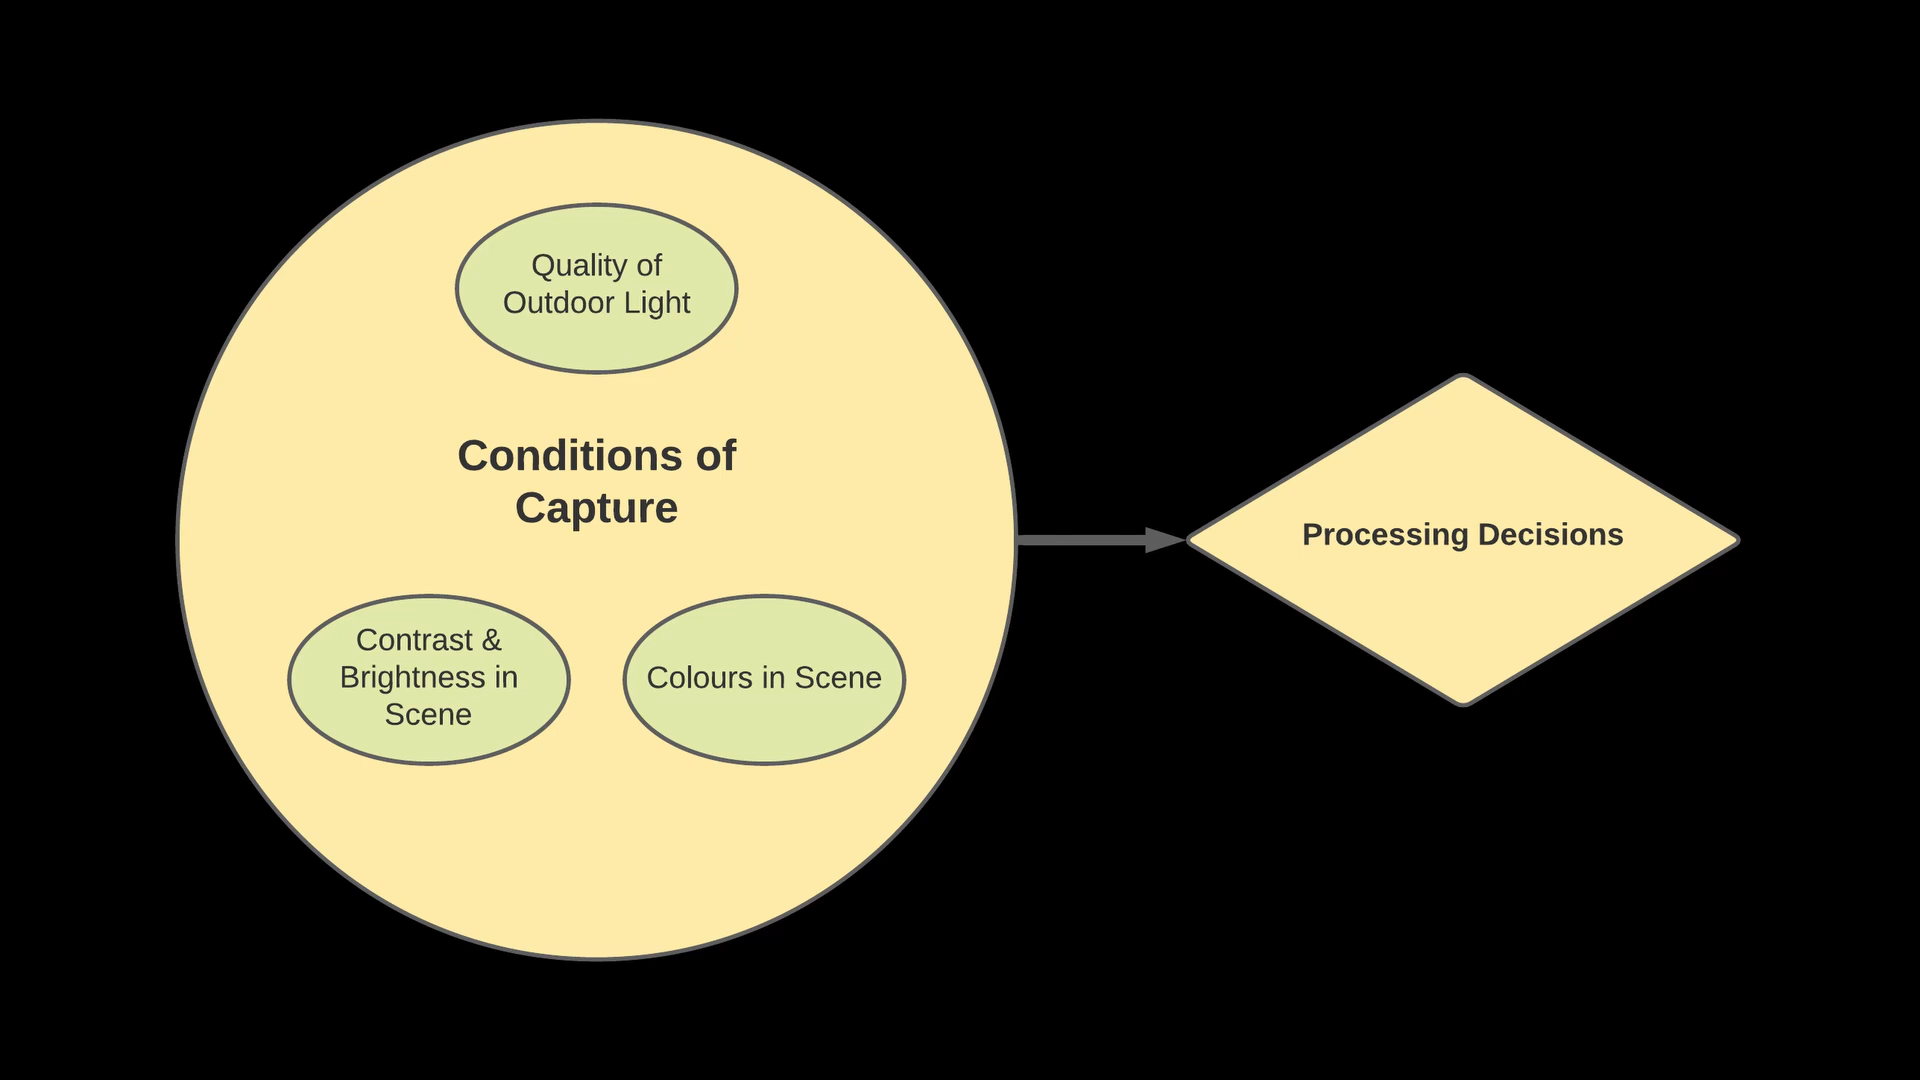 Quality of
Outdoor Light
Conditions of
Capture
Contrast &
Brightness in
Scene
Colours in Scene
Processing Decisions